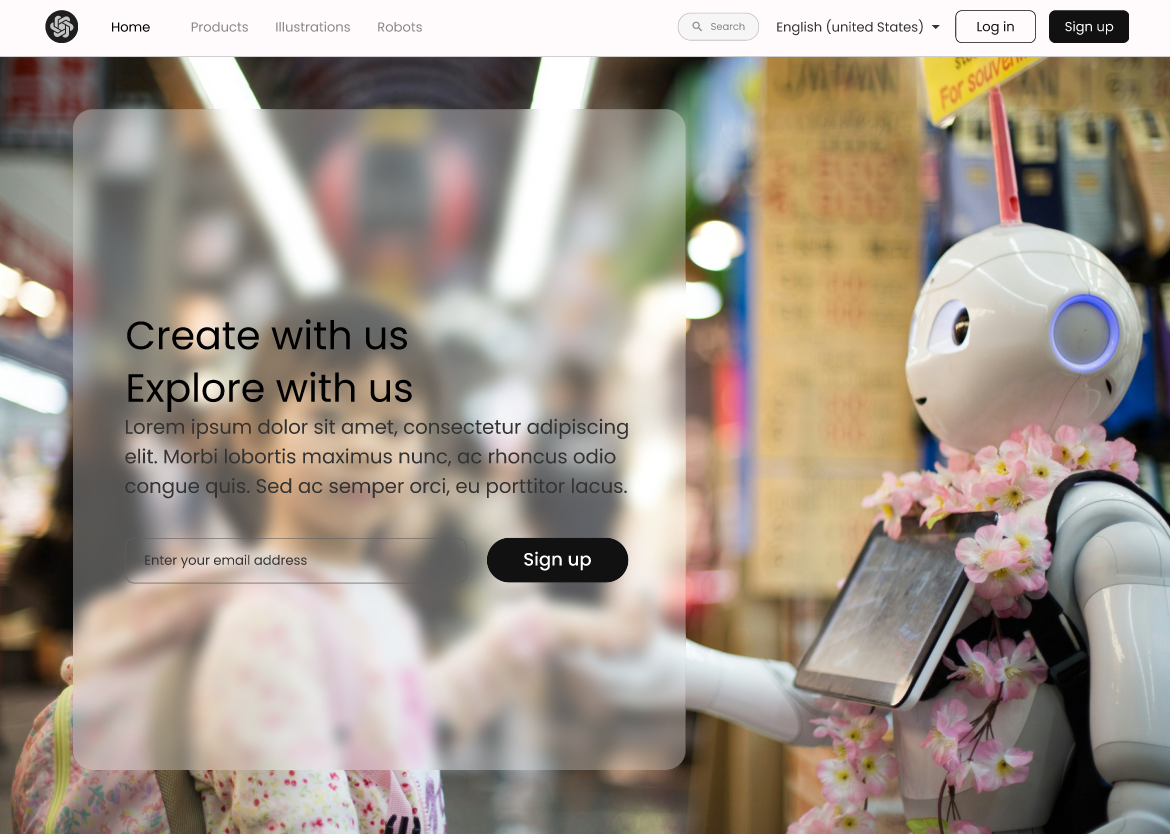 Home
Products
Illustrations
Robots
Search
English (united States)
Log in
Sign up
For souvenir
Create with us
Explore with us
Lorem ipsum dolor sit amet, consectetur adipiscing
elit. Morbi lobortis maximus nunc, ac rhoncus odio
congue quis. Sed ac semper orci, eu porttitor lacus.
Enter your email address
Sign up